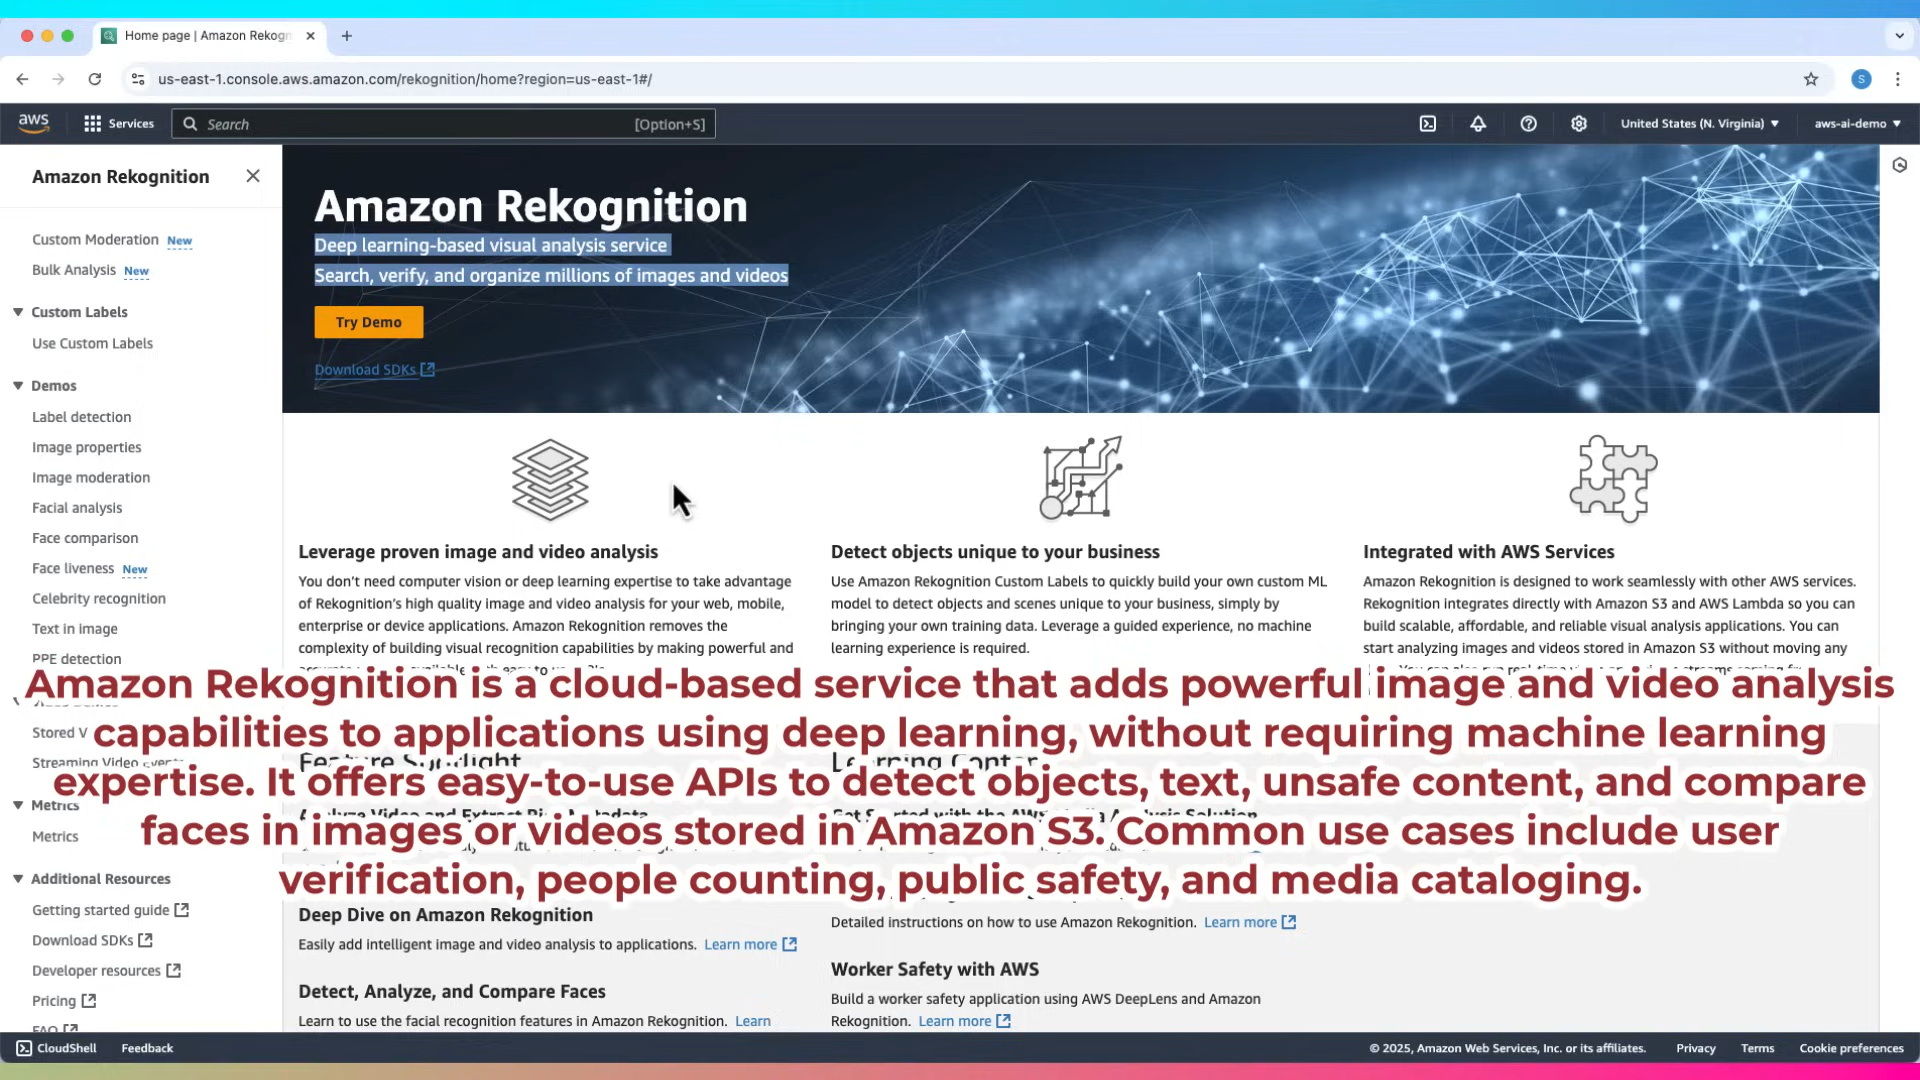 Home page | Amazon Rekogn
us-east-1.console.aws.amazon.com/rekognition/home?region=us-east-1#/
S
aws
Services
Search
[Option+S]
United States (N. Virginia)
aws-ai-demo
Amazon Rekognition
Custom Moderation New
Bulk Analysis New
Custom Labels
Use Custom Labels
Demos
Label detection
Image properties
Image moderation
Facial analysis
Face comparison
Face liveness New
Celebrity recognition
Text in image
PPE detection
Stored V
Streaming Video Events
Metrics
Metrics
Additional Resources
Getting started guide
Download SDKs
Developer resources
Pricing
FAQ
Amazon Rekognition
Deep learning-based visual analysis service
Search, verify, and organize millions of images and videos
Try Demo
Download SDKs
Leverage proven image and video analysis
You don't need computer vision or deep learning expertise to take advantage
of Rekognition's high quality image and video analysis for your web, mobile,
enterprise or device applications. Amazon Rekognition removes the
complexity of building visual recognition capabilities by making powerful and
Detect objects unique to your business
Use Amazon Rekognition Custom Labels to quickly build your own custom ML
model to detect objects and scenes unique to your business, simply by
bringing your own training data. Leverage a guided experience, no machine
learning experience is required.
Integrated with AWS Services
Amazon Rekognition is designed to work seamlessly with other AWS services.
Rekognition integrates directly with Amazon S3 and AWS Lambda so you can
build scalable, affordable, and reliable visual analysis applications. You can
start analyzing images and videos stored in Amazon S3 without moving any
Amazon Rekognition is a cloud-based service that adds powerful image and video analysis
capabilities to applications using deep learning, without requiring machine learning
expertise. It offers easy-to-use APIs to detect objects, text, unsafe content, and compare
faces in images or videos stored in Amazon S3. Common use cases include user
verification, people counting, public safety, and media cataloging.
Feature Spotlight
Deep Dive on Amazon Rekognition
Easily add intelligent image and video analysis to applications. Learn more
Detect, Analyze, and Compare Faces
Learn to use the facial recognition features in Amazon Rekognition. Learn
Learning Center
Detailed instructions on how to use Amazon Rekognition. Learn more
Worker Safety with AWS
Build a worker safety application using AWS DeepLens and Amazon
Rekognition. Learn more
CloudShell
Feedback
© 2025, Amazon Web Services, Inc. or its affiliates.
Privacy
Terms
Cookie preferences